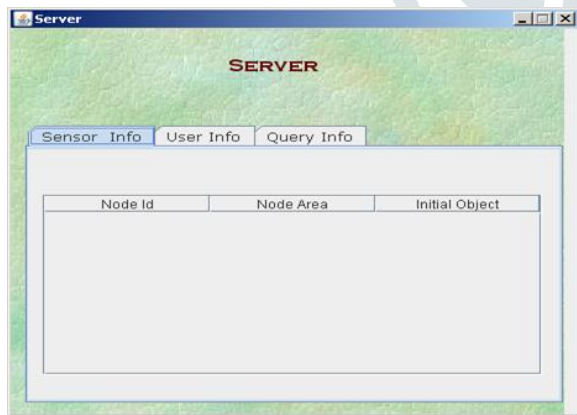 Server
SERVER
Sensor Info User Info Query Info
Node Id Node Area Initial Object